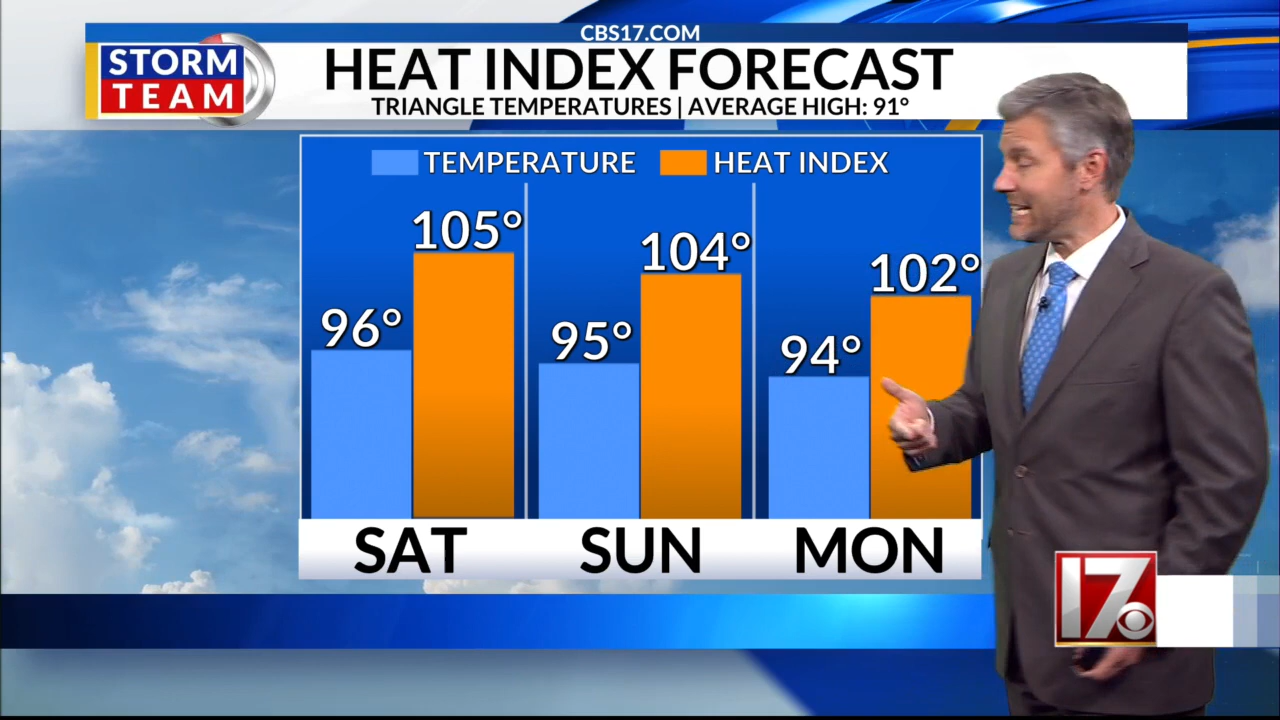 CBS17.COM
STORM
TEAM
HEAT INDEX FORECAST
TRIANGLE TEMPERATURES | AVERAGE HIGH: 91°
TEMPERATURE HEAT INDEX
105°
104°
102°
96°
95°
94°
SAT SUN MON
17